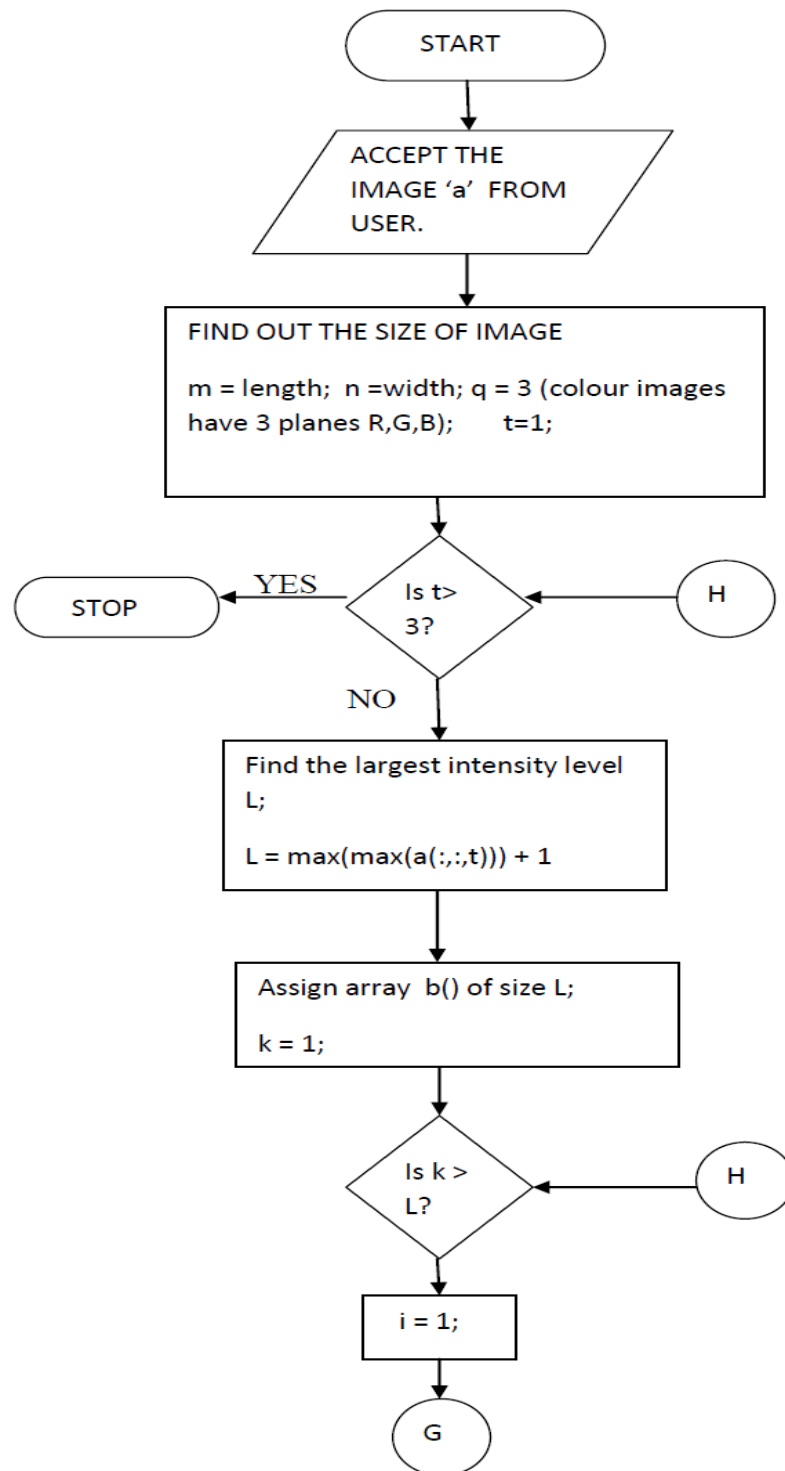 START
ACCEPT THE
IMAGE ‘a’ FROM
USER.
FIND OUT THE SIZE OF IMAGE
m = length; n =width; q = 3 (colour images
have 3 planes R,G,B); t=1;
STOP
YES
Is t>
3?
H
NO
Find the largest intensity level
L;
L = max(max(a(:,:,t))) + 1
Assign array b() of size L;
k = 1;
Is k >
L?
H
i = 1;
G